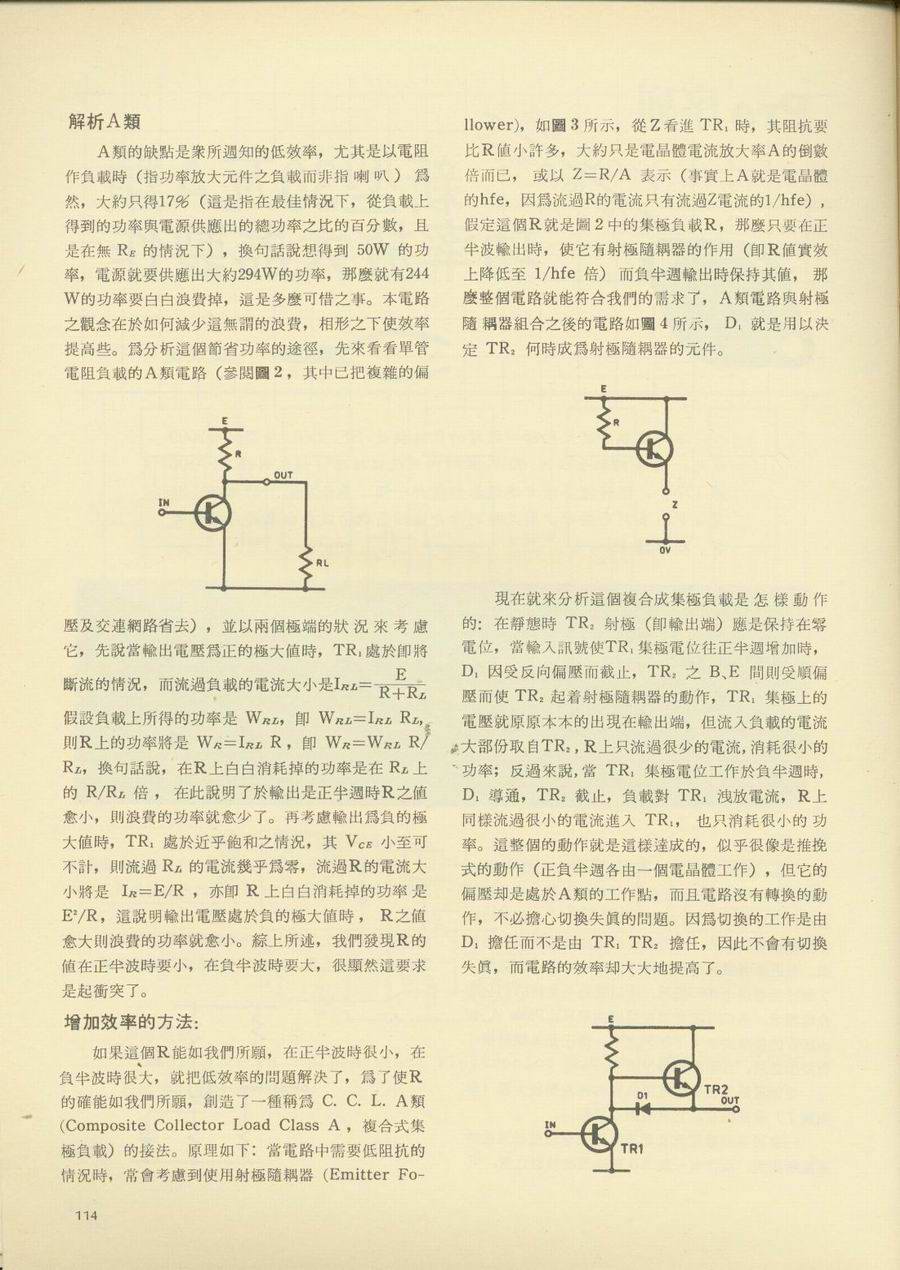 解析A類
A類的缺點是衆所週知的低效率，尤其是以電阻
作負載時（指功率放大元件之負載而非指喇叭）爲
然，大約只得17%（這是指在最佳情況下，從負載上
得到的功率與電源供應出的總功率之比的百分數，且
是在無 RE 的情況下），換句話說想得到 50W 的功
率，電源就要供應出大約294W的功率，那麼就有244
W的功率要白白浪費掉，這是多麼可惜之事。本電路
之觀念在於如何減少這無謂的浪費，相形之下使效率
提高些。爲分析這個節省功率的途徑，先來看看單管
電阻負載的A類電路（參閱圖2，其中已把複雜的偏
E
R
OUT
IN
RL
壓及交連網路省去），並以兩個極端的狀況來考慮
它，先說當輸出電壓爲正的極大值時，TR₁處於即將
斷流的情況，而流過負載的電流大小是IRL=E/(R+RL)
假設負載上所得的功率是 WRL，即 WRL=IRL RL，
則R上的功率將是 WR=IRL R，即 WR=WRL R/
RL，換句話說，在R上白白消耗掉的功率是在 RL 上
的 R/RL 倍，在此說明了於輸出是正半週時R之值
愈小，則浪費的功率就愈少了。再考慮輸出爲負的極
大值時，TR₁ 處於近乎飽和之情況，其 VCE 小至可
不計，則流過 RL 的電流幾乎爲零，流過R的電流大
小將是 IR=E/R ，亦即 R 上白白消耗掉的功率是
E²/R，這說明輸出電壓處於負的極大值時， R之值
愈大則浪費的功率就愈小。綜上所述，我們發現R的
值在正半波時要小，在負半波時要大，很顯然這要求
是起衝突了。
增加效率的方法：
如果這個R能如我們所願，在正半波時很小，在
負半波時很大，就把低效率的問題解決了，爲了使R
的確能如我們所願，創造了一種稱爲 C. C. L. A類
(Composite Collector Load Class A ，複合式集
極負載）的接法。原理如下：當電路中需要低阻抗的
情況時，常會考慮到使用射極隨耦器 (Emitter Fo-
114
llower)，如圖 3 所示，從Z看進 TR₁ 時，其阻抗要
比R值小許多，大約只是電晶體電流放大率A的倒數
倍而已， 或以 Z=R/A 表示（事實上A就是電晶體
的hfe，因爲流過R的電流只有流過Z電流的1/hfe），
假定這個R就是圖 2 中的集極負載R，那麼只要在正
半波輸出時，使它有射極隨耦器的作用（即R值實效
上降低至 1/hfe 倍）而負半週輸出時保持其值， 那
麼整個電路就能符合我們的需求了，A類電路與射極
隨耦器組合之後的電路如圖 4 所示， D₁ 就是用以決
定 TR₂ 何時成爲射極隨耦器的元件。
E
R
Z
0V
現在就來分析這個複合成集極負載是怎樣動作
的：在靜態時 TR₂ 射極（即輸出端）應是保持在零
電位，當輸入訊號使TR₁集極電位往正半週增加時，
D₁ 因受反向偏壓而截止，TR₂ 之 B、E 間則受順偏
壓而使 TR₂ 起着射極隨耦器的動作，TR₁ 集極上的
電壓就原原本本的出現在輸出端，但流入負載的電流
大部份取自TR₂，R上只流過很少的電流，消耗很小的
功率；反過來說，當 TR₁ 集極電位工作於負半週時，
D₁ 導通，TR₂ 截止，負載對 TR₁ 洩放電流，R上
同樣流過很小的電流進入 TR₁， 也只消耗很小的功
率。這整個的動作就是這樣達成的，似乎很像是推挽
式的動作（正負半週各由一個電晶體工作），但它的
偏壓却是處於A類的工作點，而且電路沒有轉換的動
作，不必擔心切換失眞的問題。因爲切換的工作是由
D₁ 擔任而不是由 TR₁ TR₂ 擔任，因此不會有切換
失眞，而電路的效率却大大地提高了。
E
TR2
D1
OUT
IN
TR1